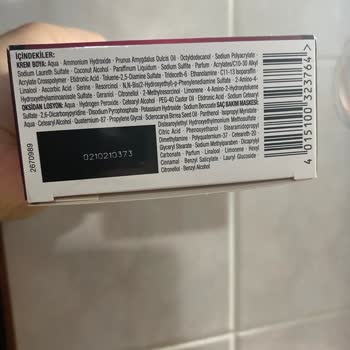 İÇİNDEKİLER:
KREM BOYA: Aqua - Ammonium Hydroxide - Prunus Amygdalus Dulcis Oil - Octyldodecanol - Sodium Polyacrylate
Sodium Laureth Sulfate - Coconut Alcohol - Paraffinum Liquidum - Sodium Sulfite - Parfum - Acrylates/C10-30 Alkyl
Acrylate Crosspolymer - Etidronic Acid - Toluene-2,5-Diamine Sulfate - Trideceth-6 - Ethanolamine - C11-13 Isoparaffin
Linalool - Ascorbic Acid - Serine - Resorcinol - N,N-Bis(2-Hydroxyethyl)-p-Phenylenediamine Sulfate - 2-Amino-4-
Hydroxyethylaminoanisole Sulfate - Geraniol - Citronellol - 2-Methylresorcinol - Limonene - 4-Amino-2-Hydroxytoluene
OKSİDAN LOSYON: Aqua - Hydrogen Peroxide - Cetearyl Alcohol - PEG-40 Castor Oil - Etidronic Acid - Sodium Cetearyl
Sulfate - 2,6-Dicarboxypyridine - Disodium Pyrophosphate - Potassium Hydroxide - Sodium Benzoate SAÇ BAKIM MASKESİ:
Aqua - Cetearyl Alcohol - Quaternium-87 - Propylene Glycol - Sclerocarya Birrea Seed Oil - Panthenol - Isopropyl
Distearoylethyl Hydroxyethylmonium Methosulfate
Citric Acid - Phenoxyethanol - Stearamidopropyl
Dimethylamine - Polyquaternium-37 - Ceteareth-20
Glyceryl Stearate - Sodium Methylparaben - Dicaprylyl
Carbonate - Parfum - Linalool - Limonene - Hexyl
Cinnamal - Benzyl Salicylate - Lauryl Glucoside
Citronellol - Benzyl Alcohol
2670989
0210210373
4 015100 323764 >